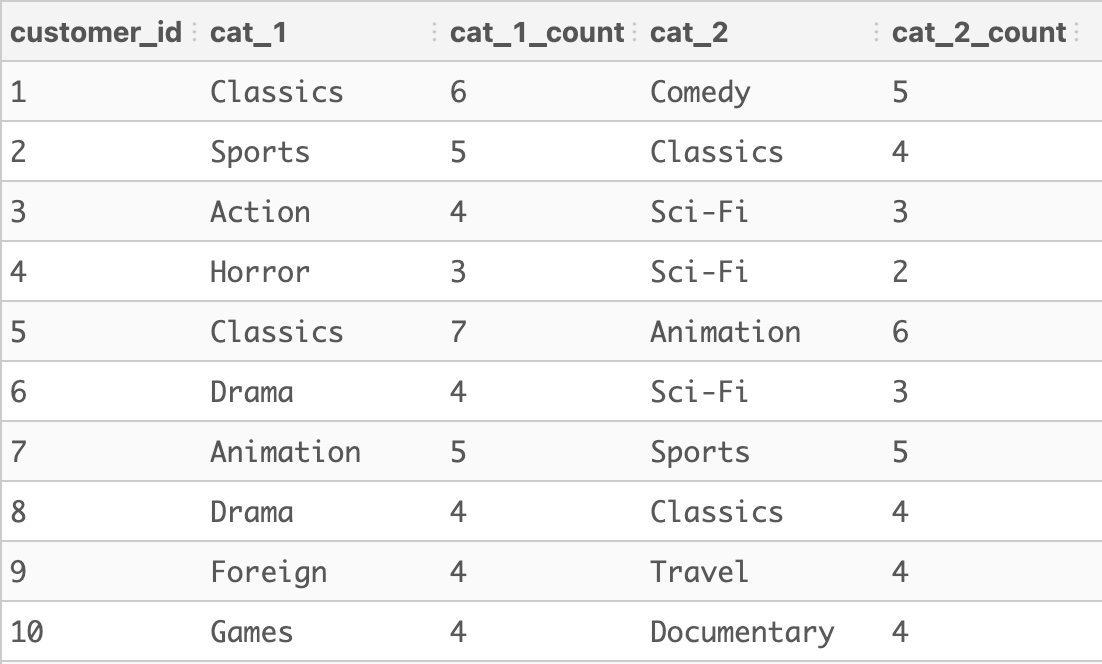 customer_id cat_1 cat_1_count cat_2 cat_2_count
1 Classics 6 Comedy 5
2 Sports 5 Classics 4
3 Action 4 Sci-Fi 3
4 Horror 3 Sci-Fi 2
5 Classics 7 Animation 6
6 Drama 4 Sci-Fi 3
7 Animation 5 Sports 5
8 Drama 4 Classics 4
9 Foreign 4 Travel 4
10 Games 4 Documentary 4